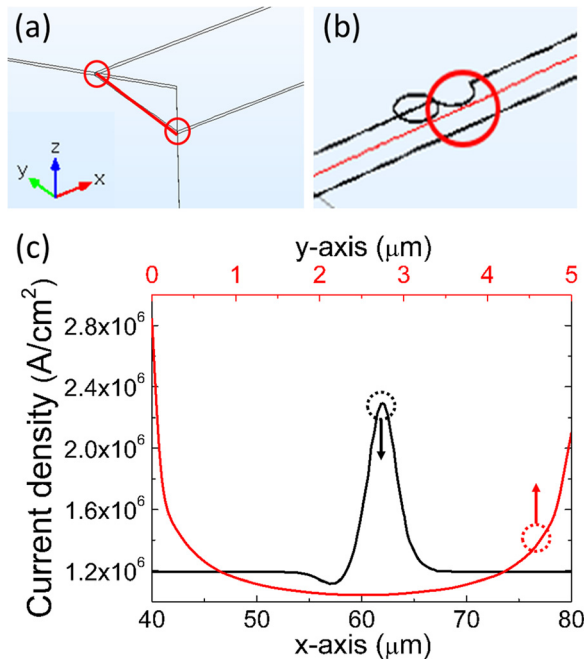 (a)
(b)
z
y
x
(c)
y-axis (μm)
0 1 2 3 4 5
Current density (A/cm²)
2.8x10⁶
2.4x10⁶
2.0x10⁶
1.6x10⁶
1.2x10⁶
40 50 60 70 80
x-axis (μm)